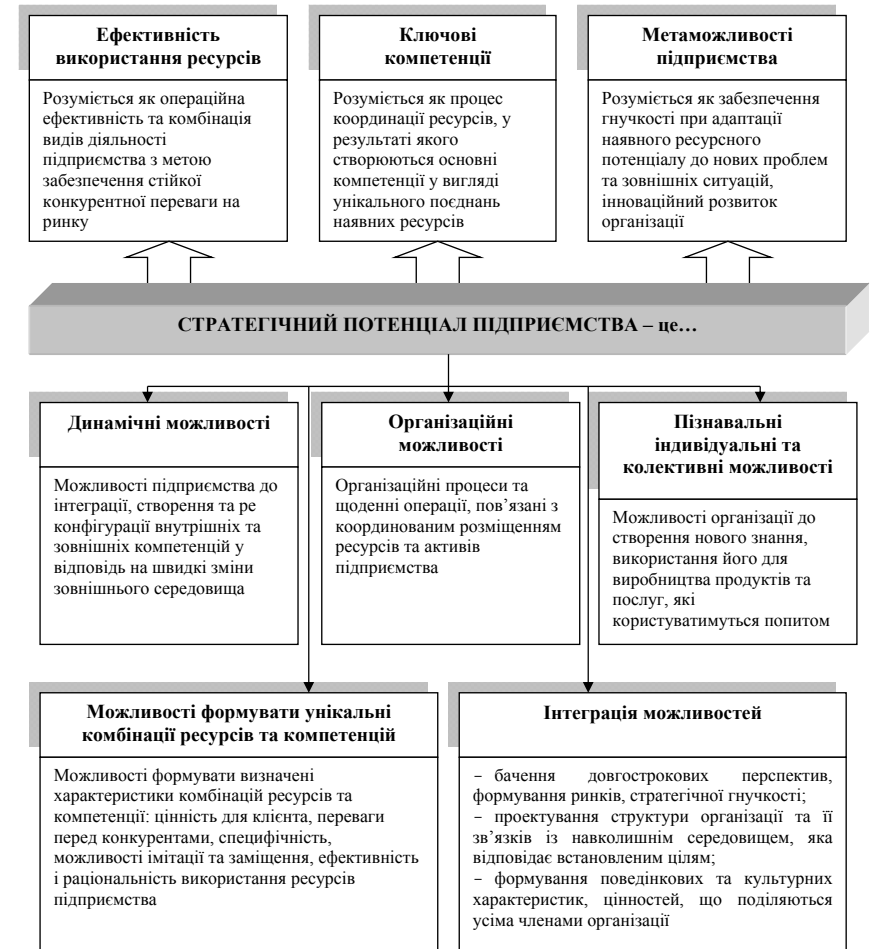 Ефективність
використання ресурсів
Розуміється як операційна
ефективність та комбінація
видів діяльності
підприємства з метою
забезпечення стійкої
конкурентної переваги на
ринку
Ключові
компетенції
Розуміється як процес
координації ресурсів, у
результаті якого
створюються основні
компетенції у вигляді
унікального поєднань
наявних ресурсів
Метаможливості
підприємства
Розуміється як забезпечення
гнучкості при адаптації
наявного ресурсного
потенціалу до нових проблем
та зовнішніх ситуацій,
інноваційний розвиток
організації
СТРАТЕГІЧНИЙ ПОТЕНЦІАЛ ПІДПРИЄМСТВА – це…
Динамічні можливості
Можливості підприємства до
інтеграції, створення та ре
конфігурації внутрішніх та
зовнішніх компетенцій у
відповідь на швидкі зміни
зовнішнього середовища
Організаційні
можливості
Організаційні процеси та
щоденні операції, пов’язані з
координованим розміщенням
ресурсів та активів
підприємства
Пізнавальні
індивідуальні та
колективні можливості
Можливості організації до
створення нового знання,
використання його для
виробництва продуктів та
послуг, які
користуватимуться попитом
Можливості формувати унікальні
комбінації ресурсів та компетенцій
Можливості формувати визначені
характеристики комбінацій ресурсів та
компетенції: цінність для клієнта, переваги
перед конкурентами, специфічність,
можливості імітації та заміщення, ефективність
і раціональність використання ресурсів
підприємства
Інтеграція можливостей
− бачення довгострокових перспектив,
формування ринків, стратегічної гнучкості;
− проектування структури організації та її
зв’язків із навколишнім середовищем, яка
відповідає встановленим цілям;
− формування поведінкових та культурних
характеристик, цінностей, що поділяються
усіма членами організації